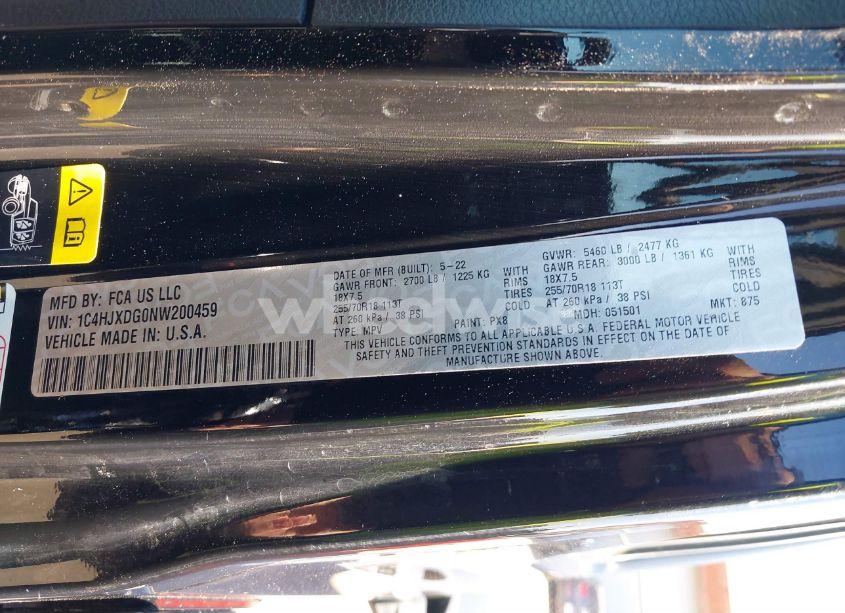 MFD BY: FCA US LLC
VIN: 1C4HJXDG0NW200459
VEHICLE MADE IN: U.S.A.
DATE OF MFR (BUILT): 5-22
GAWR FRONT: 2700 LB / 1225 KG WITH
18X7.5 RIMS
255/70R18 113T TIRES
AT 260 kPa / 38 PSI COLD
TYPE: MPV PAINT: PX8
GVWR: 5460 LB / 2477 KG
GAWR REAR: 3000 LB / 1361 KG WITH
18X7.5 RIMS
255/70R18 113T TIRES
AT 260 kPa / 38 PSI COLD
MDH: 051501 MKT: 875
THIS VEHICLE CONFORMS TO ALL APPLICABLE U.S.A. FEDERAL MOTOR VEHICLE
SAFETY AND THEFT PREVENTION STANDARDS IN EFFECT ON THE DATE OF
MANUFACTURE SHOWN ABOVE.